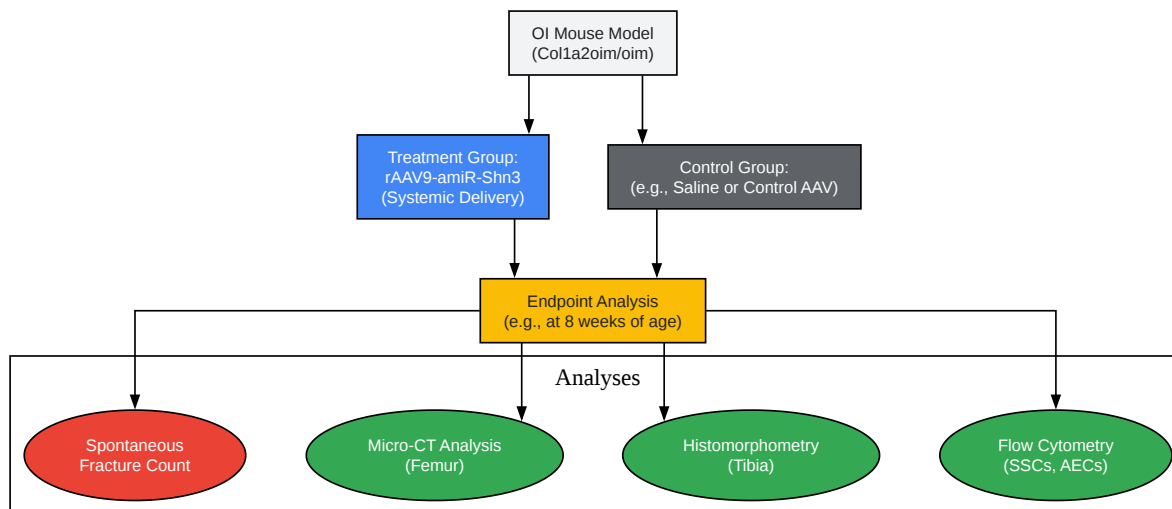 OI Mouse Model
(Col1a2oim/oim)
Treatment Group:
rAAV9-amiR-Shn3
(Systemic Delivery)
Control Group:
(e.g., Saline or Control AAV)
Endpoint Analysis
(e.g., at 8 weeks of age)
Analyses
Spontaneous
Fracture Count
Micro-CT Analysis
(Femur)
Histomorphometry
(Tibia)
Flow Cytometry
(SSCs, AECs)